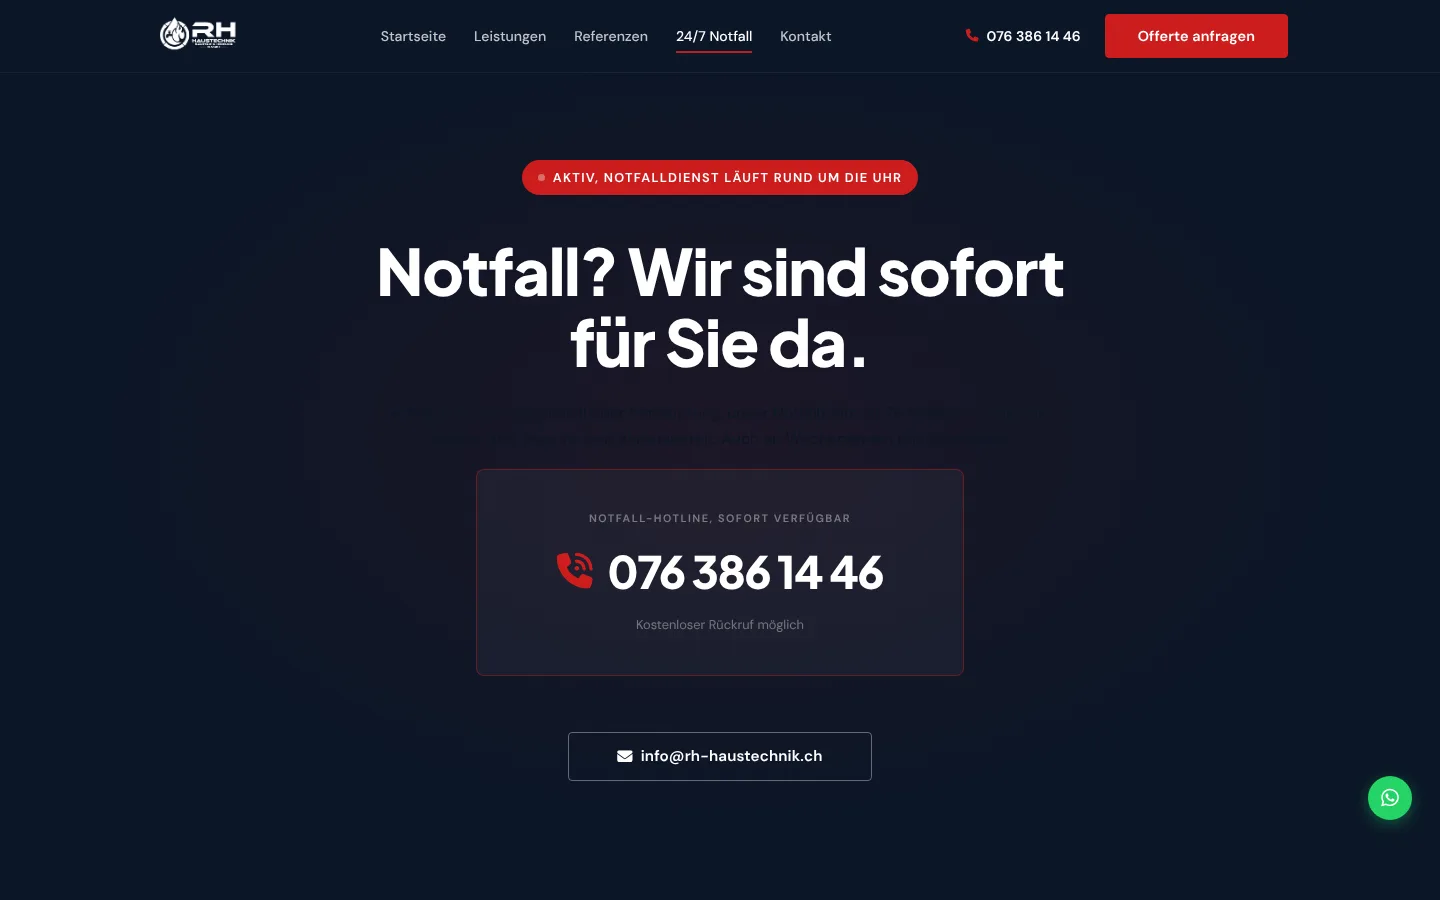 RH
HAUSTECHNIK
Startseite
Leistungen
Referenzen
24/7 Notfall
Kontakt
076 386 14 46
Offerte anfragen
AKTIV, NOTFALLDIENST LÄUFT RUND UM DIE UHR
Notfall? Wir sind sofort
für Sie da.
NOTFALL-HOTLINE, SOFORT VERFÜGBAR
076 386 14 46
Kostenloser Rückruf möglich
info@rh-haustechnik.ch